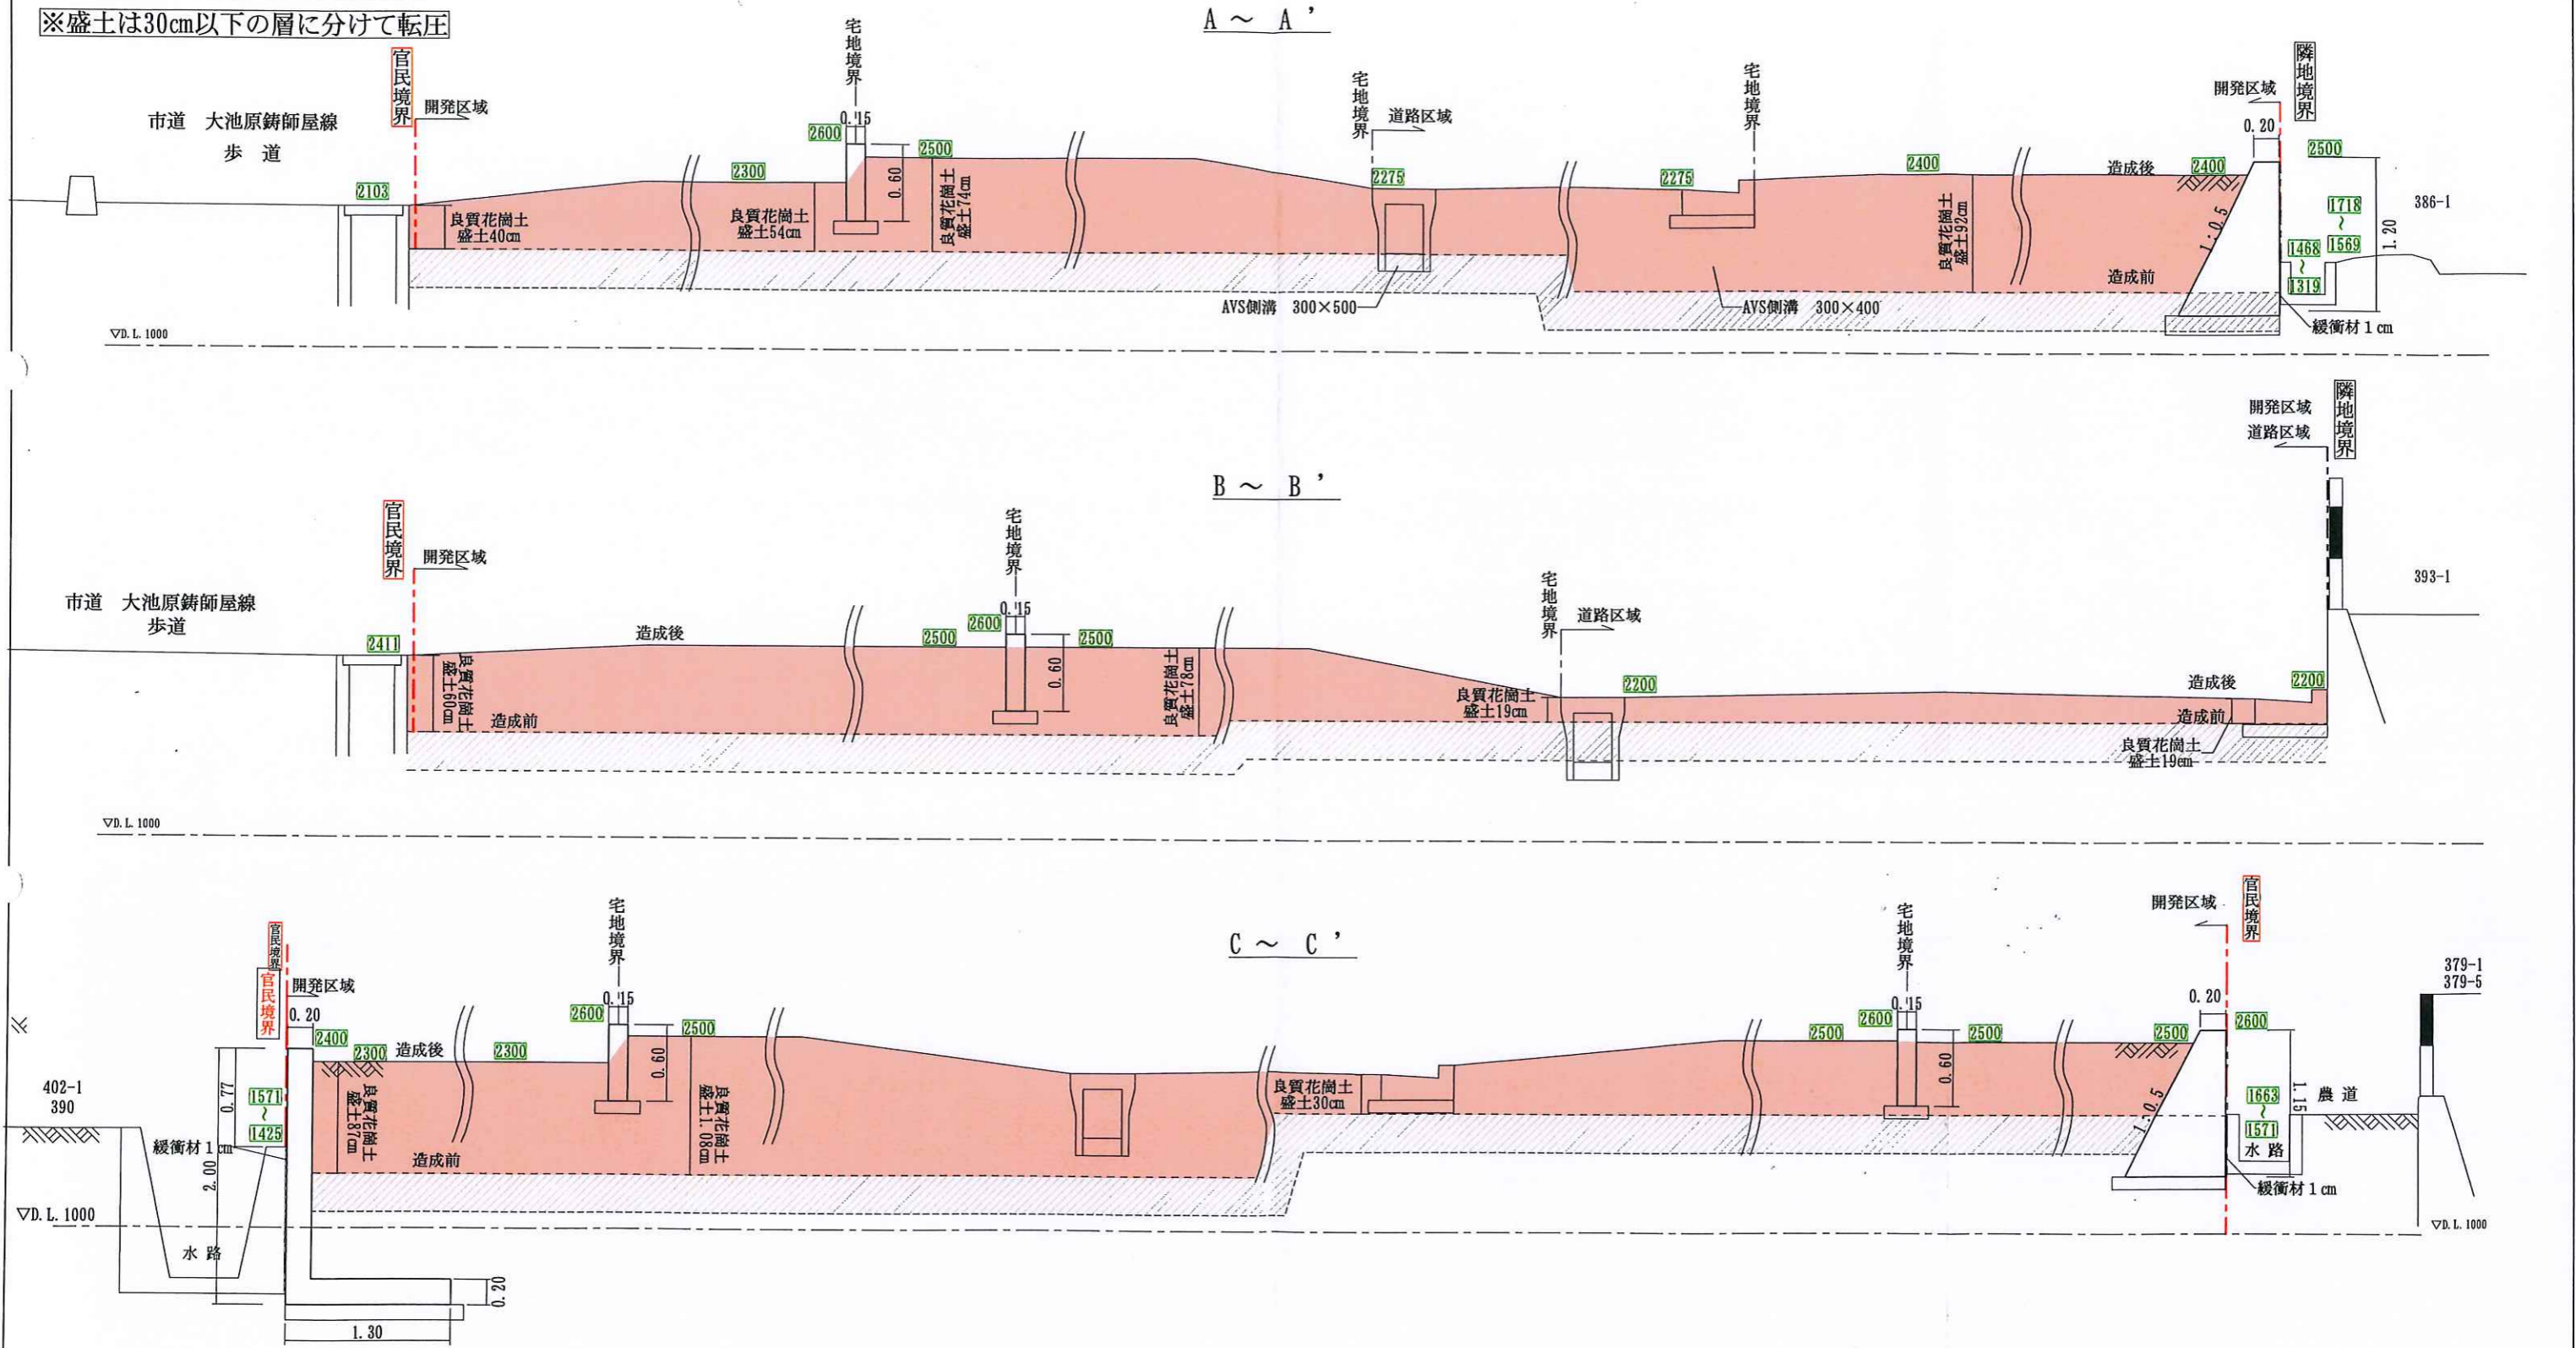 ※盛土は30cm以下の層に分けて転圧
A ～ A '
官民境界
開発区域
市道　大池原鋳師屋線
歩　道
2103
良質花崗土
盛土40cm
2300
良質花崗土
盛土54cm
宅地境界
0.15
2600
0.60
2500
良質花崗土
盛土74cm
宅地境界
道路区域
2275
AVS側溝　300×500
2275
宅地境界
AVS側溝　300×400
2400
良質花崗土
盛土92cm
造成後
2400
造成前
1:0.5
開発区域
隣地境界
0.20
2500
1718
～
1569
1468
～
1319
1.20
386-1
緩衝材1cm
▽D.L.1000
B ～ B '
官民境界
開発区域
市道　大池原鋳師屋線
歩道
2411
良質花崗土
盛土60cm
造成後
造成前
2500
宅地境界
0.15
2600
0.60
2500
良質花崗土
盛土78cm
宅地境界
道路区域
良質花崗土
盛土19cm
2200
造成後
2200
造成前
良質花崗土
盛土19cm
開発区域
道路区域
隣地境界
393-1
▽D.L.1000
C ～ C '
官民境界
官民境界
開発区域
0.20
2400
2300
造成後
2300
0.77
1571
～
1425
402-1
390
緩衝材1cm
2.00
良質花崗土
盛土87cm
造成前
宅地境界
0.15
2600
0.60
2500
良質花崗土
盛土1.08cm
良質花崗土
盛土30cm
2500
宅地境界
0.15
2600
0.60
2500
2500
1:0.5
開発区域
官民境界
0.20
2600
1663
～
1571
水路
1.15
農道
379-1
379-5
緩衝材1cm
▽D.L.1000
▽D.L.1000
水路
0.20
1.30